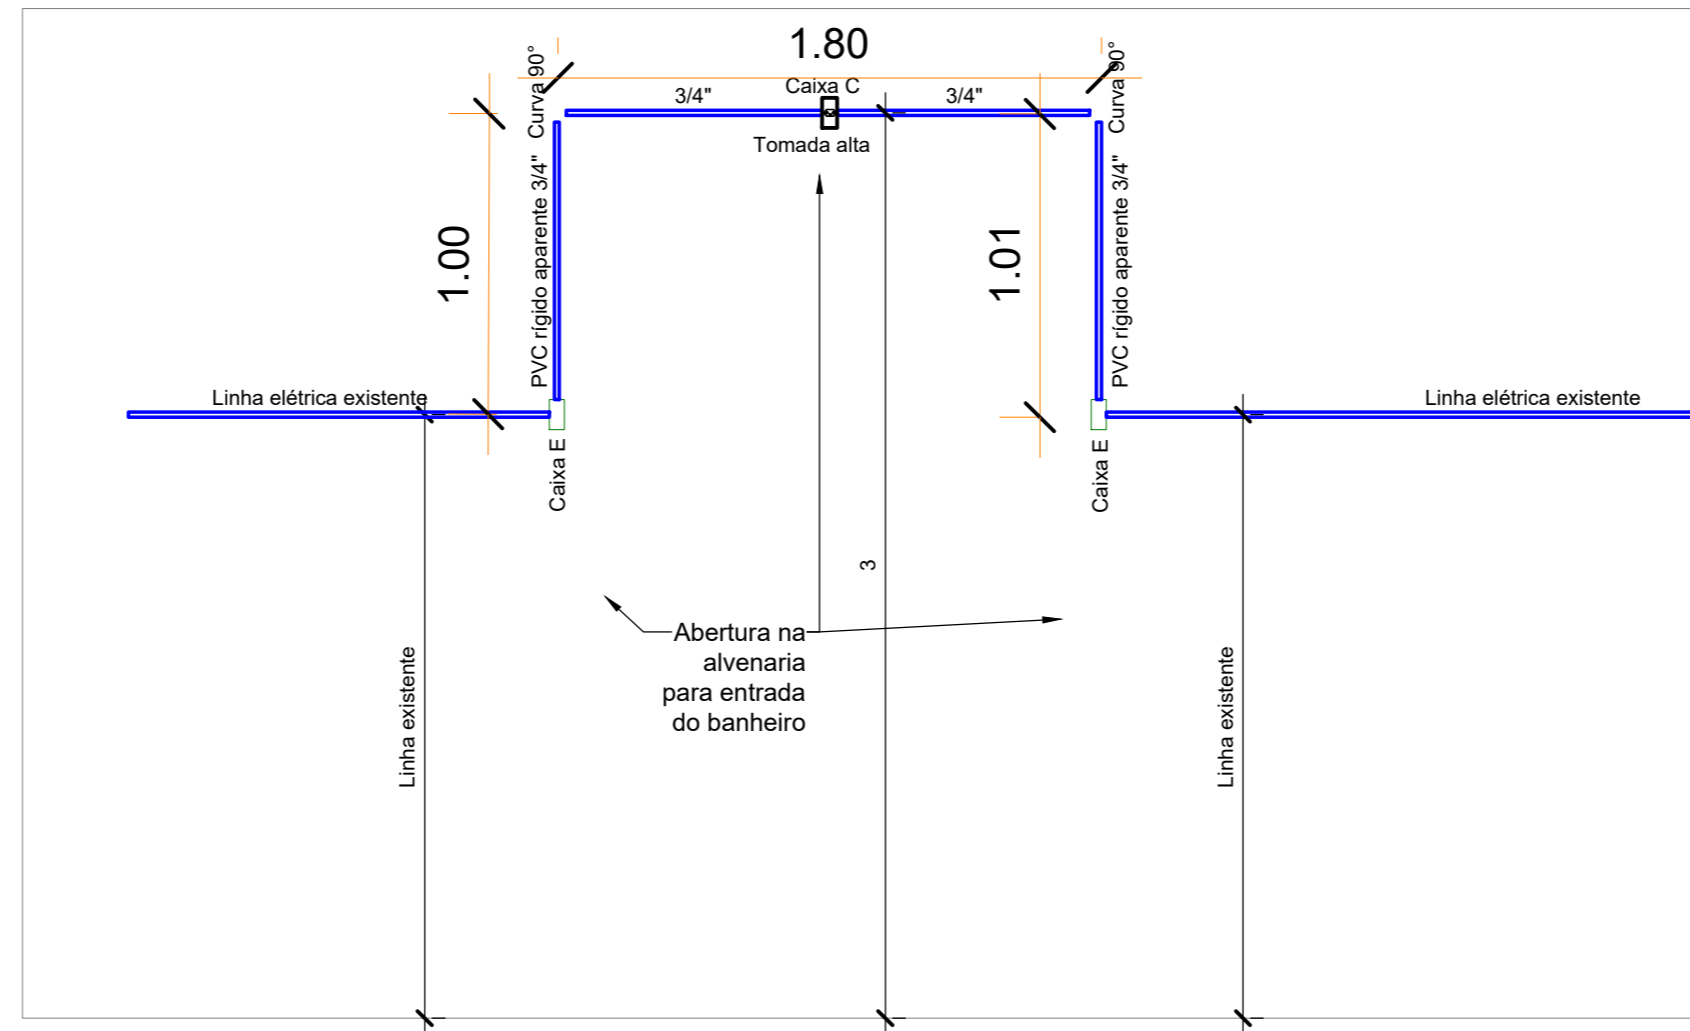 1.80
Curva 90°
Caixa C
Curva 90°
3/4"
3/4"
Tomada alta
PVC rígido aparente 3/4"
PVC rígido aparente 3/4"
1.00
1.01
Linha elétrica existente
Linha elétrica existente
Caixa E
Caixa E
3
Abertura na
alvenaria
para entrada
do banheiro
Linha existente
Linha existente